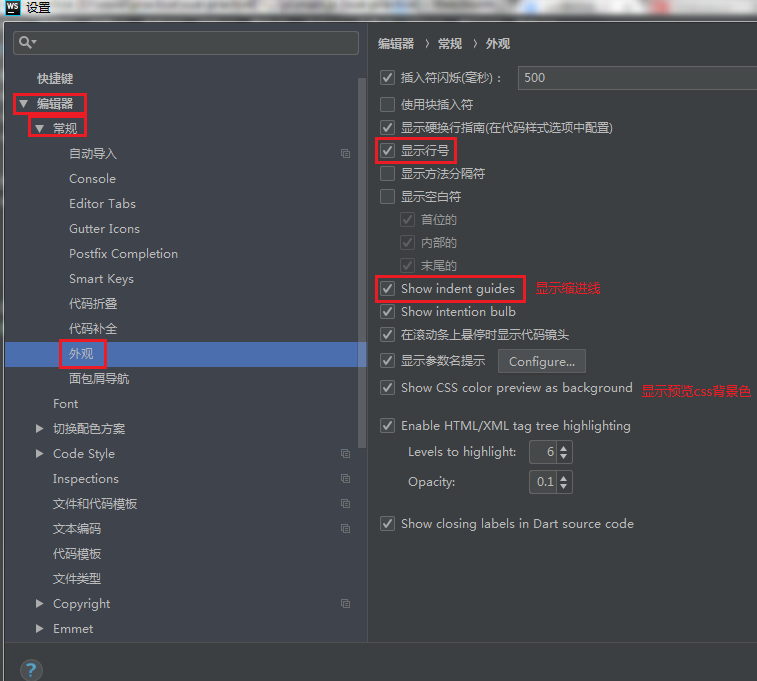 WS 设置
快捷键
编辑器
常规
自动导入
Console
Editor Tabs
Gutter Icons
Postfix Completion
Smart Keys
代码折叠
代码补全
外观
面包屑导航
Font
切换配色方案
Code Style
Inspections
文件和代码模板
文本编码
代码模板
文件类型
Copyright
Emmet
?
编辑器 › 常规 › 外观
插入符闪烁(毫秒)： 500
使用块插入符
显示硬换行指南(在代码样式选项中配置)
显示行号
显示方法分隔符
显示空白符
首位的
内部的
末尾的
Show indent guides 显示缩进线
Show intention bulb
在滚动条上悬停时显示代码镜头
显示参数名提示 Configure...
Show CSS color preview as background 显示预览css背景色
Enable HTML/XML tag tree highlighting
Levels to highlight: 6
Opacity: 0.1
Show closing labels in Dart source code